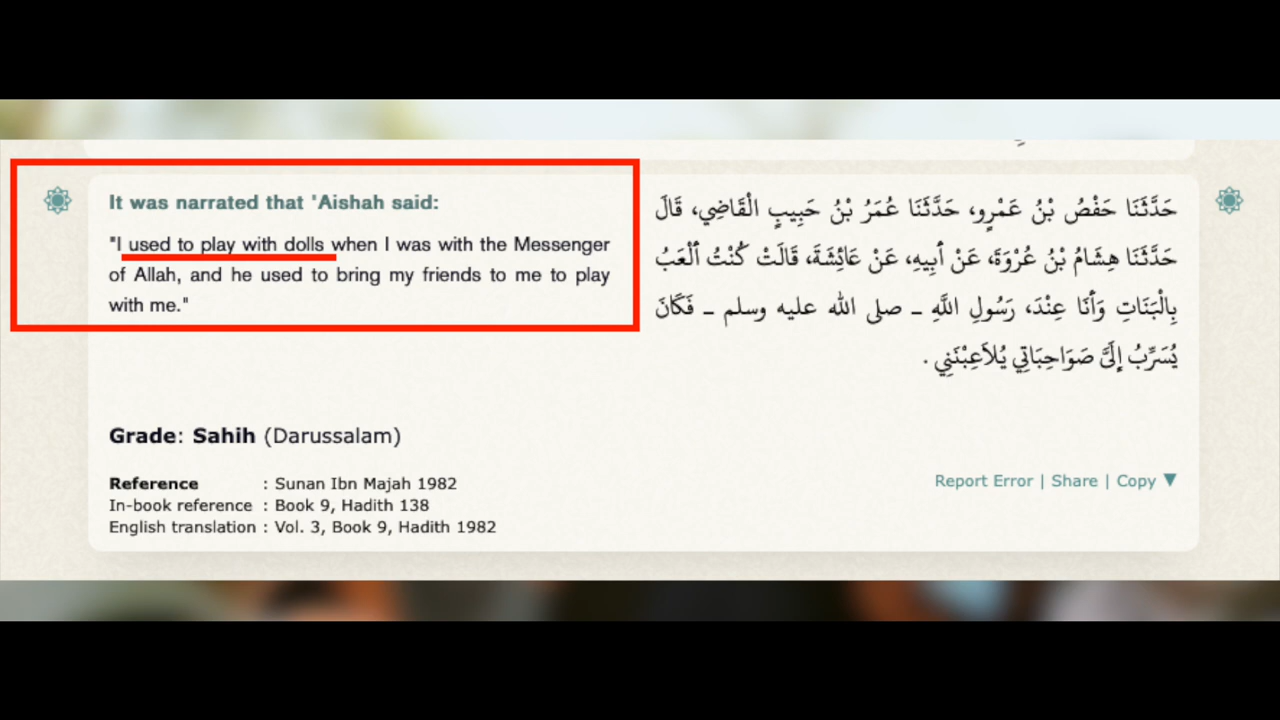 It was narrated that 'Aishah said:
"I used to play with dolls when I was with the Messenger
of Allah, and he used to bring my friends to me to play
with me."
حَدَّثَنَا حَفْصُ بْنُ عَمْرٍو، حَدَّثَنَا عُمَرُ بْنُ حَبِيبٍ الْقَاضِي، قَالَ
حَدَّثَنَا هِشَامُ بْنُ عُرْوَةَ، عَنْ أَبِيهِ، عَنْ عَائِشَةَ، قَالَتْ كُنْتُ أَلْعَبُ
بِالْبَنَاتِ وَأَنَا عِنْدَ، رَسُولِ اللَّهِ ـ صلى الله عليه وسلم ـ فَكَانَ
يُسَرِّبُ إِلَىَّ صَوَاحِبَاتِي يُلاَعِبْنَنِي .
Grade: Sahih (Darussalam)
Reference : Sunan Ibn Majah 1982
In-book reference : Book 9, Hadith 138
English translation : Vol. 3, Book 9, Hadith 1982
Report Error | Share | Copy ▼